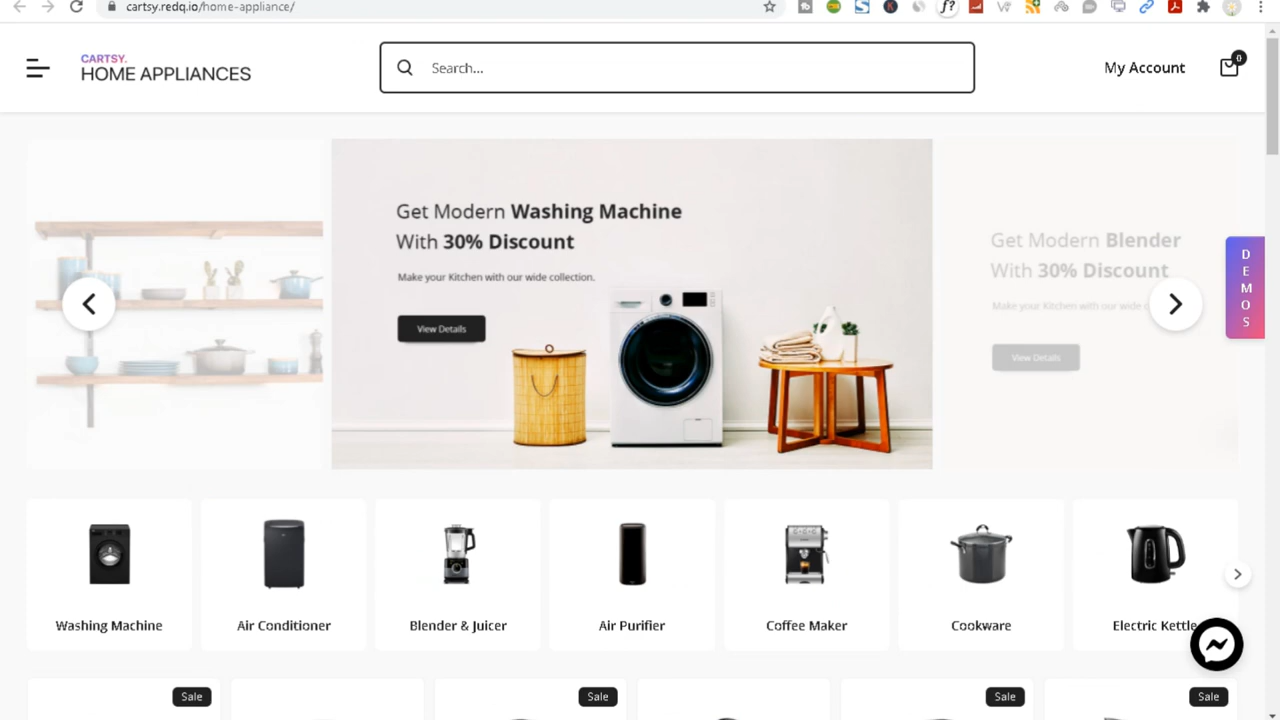 cartsy.redq.io/home-appliance/
CARTSY.
HOME APPLIANCES
Search...
My Account
0
Get Modern Washing Machine
With 30% Discount
Make your Kitchen with our wide collection.
View Details
Get Modern Blender
With 30% Discount
Make your Kitchen with our wide c
View Details
DEMOS
Washing Machine
Air Conditioner
Blender & Juicer
Air Purifier
Coffee Maker
Cookware
Electric Kettle
Sale
Sale
Sale
Sale